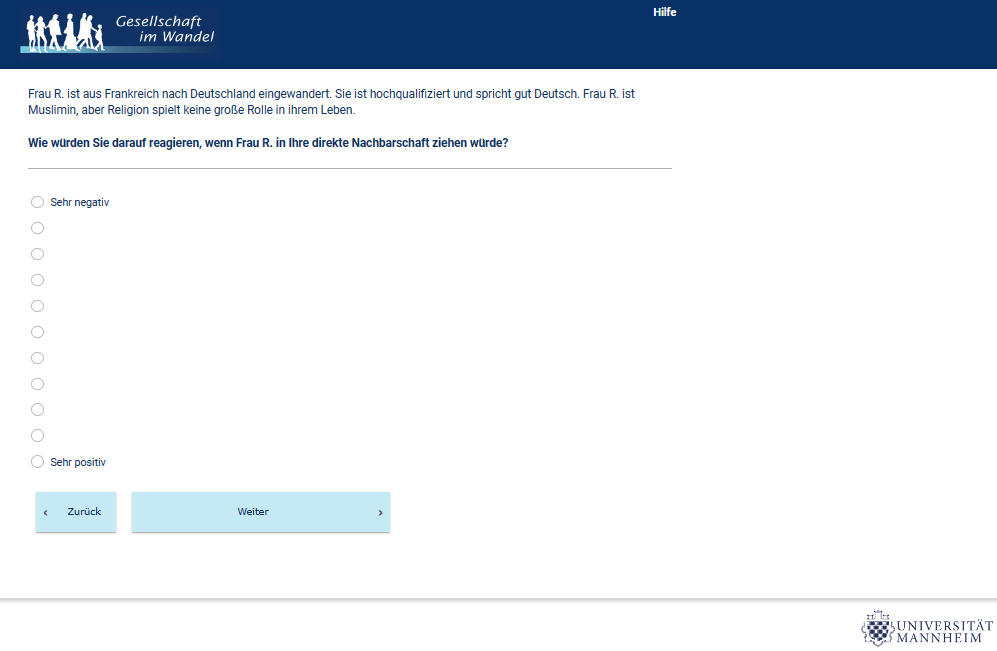 Gesellschaft
im Wandel
Hilfe
Frau R. ist aus Frankreich nach Deutschland eingewandert. Sie ist hochqualifiziert und spricht gut Deutsch. Frau R. ist
Muslimin, aber Religion spielt keine große Rolle in ihrem Leben.
Wie würden Sie darauf reagieren, wenn Frau R. in Ihre direkte Nachbarschaft ziehen würde?
Sehr negativ
Sehr positiv
‹ Zurück
Weiter ›
UNIVERSITÄT
MANNHEIM